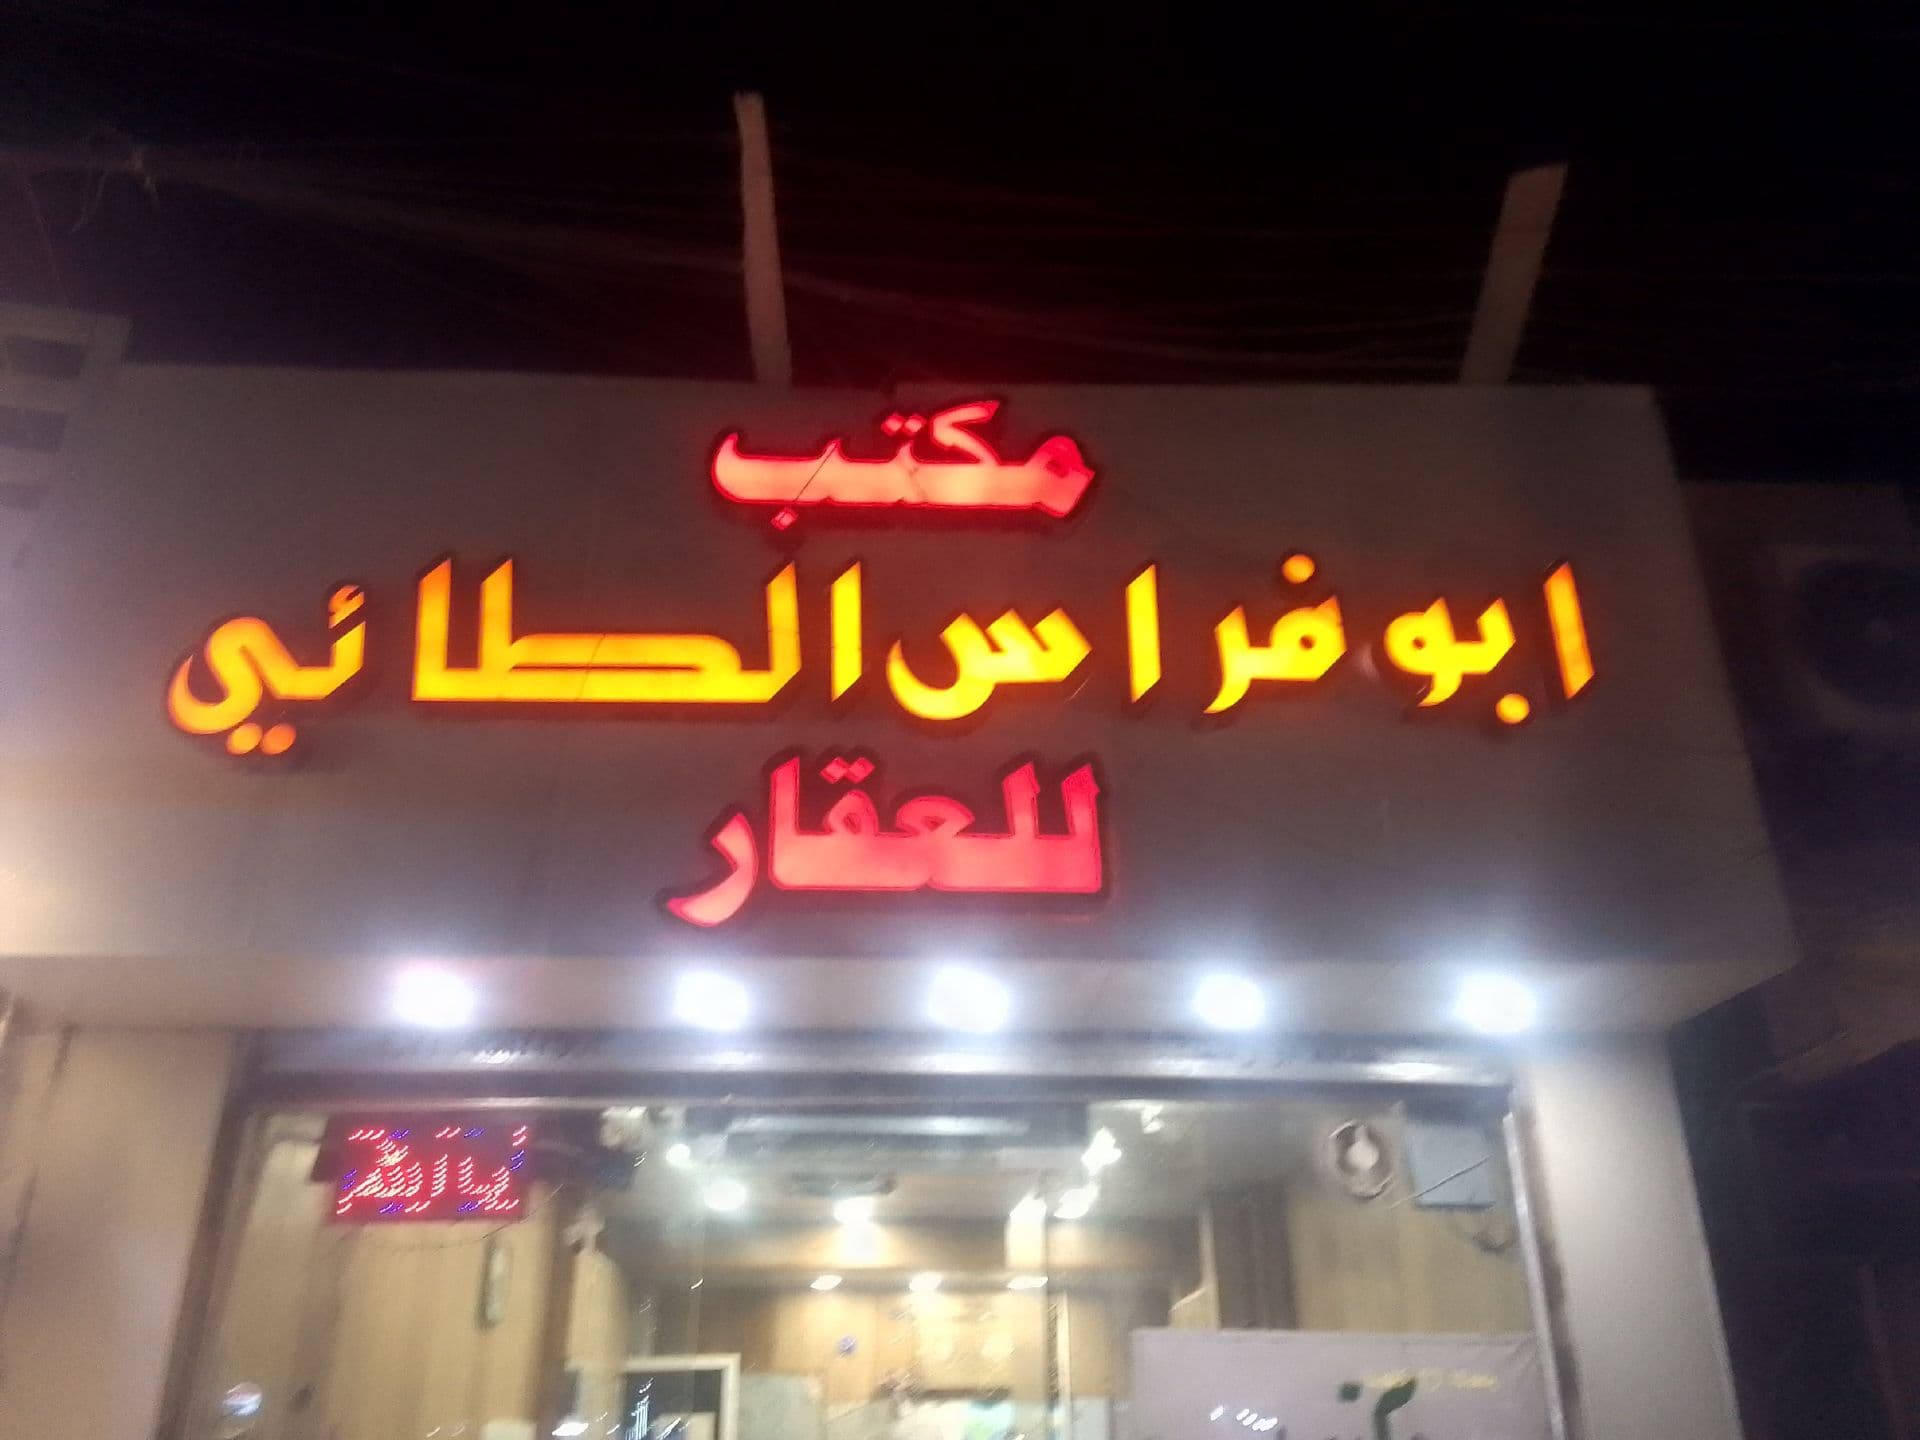 مكتب
ابو فراس الطائي
للعقار